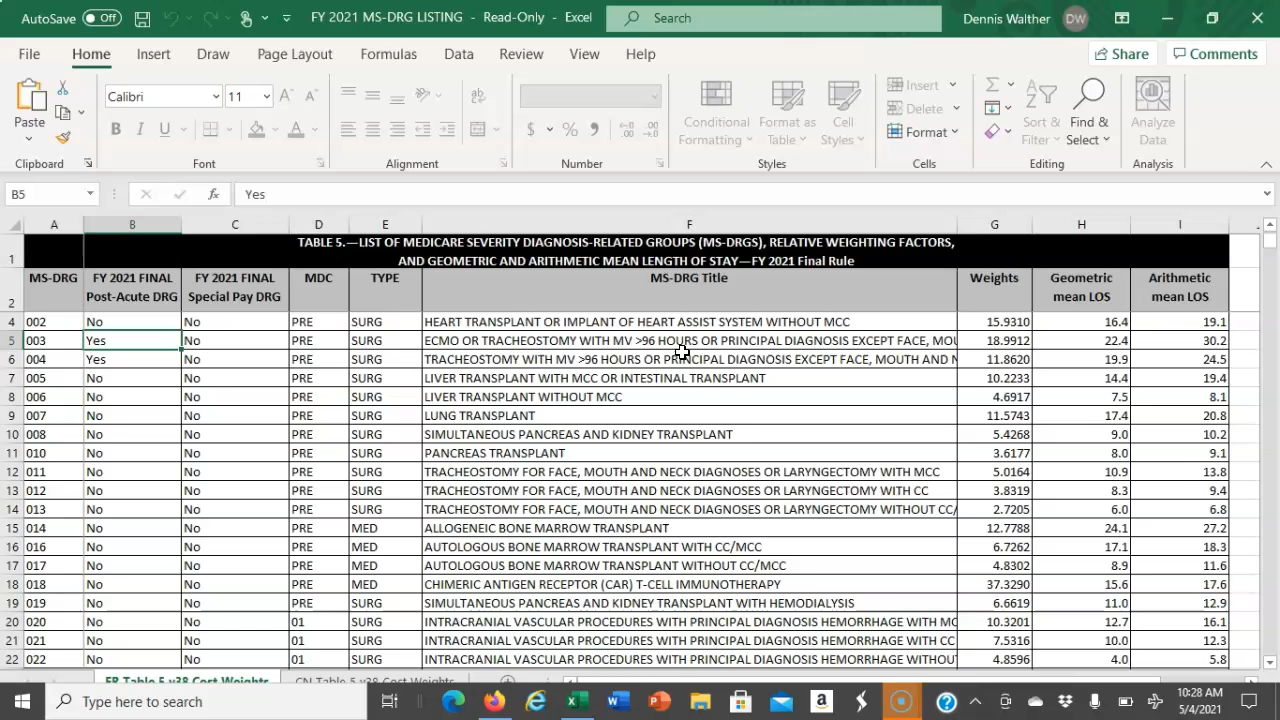 AutoSave Off FY 2021 MS-DRG LISTING - Read-Only - Excel Search Dennis Walther DW
File Home Insert Draw Page Layout Formulas Data Review View Help Share Comments
Paste Calibri 11 Conditional Formatting Format as Table Cell Styles Insert Delete Format Sort & Filter Find & Select Analyze Data
Clipboard Font Alignment Number Styles Cells Editing Analysis
B5 Yes
A B C D E F G H I
1 TABLE 5.—LIST OF MEDICARE SEVERITY DIAGNOSIS-RELATED GROUPS (MS-DRGS), RELATIVE WEIGHTING FACTORS,
AND GEOMETRIC AND ARITHMETIC MEAN LENGTH OF STAY—FY 2021 Final Rule
MS-DRG FY 2021 FINAL FY 2021 FINAL MDC TYPE MS-DRG Title Weights Geometric Arithmetic
2 Post-Acute DRG Special Pay DRG mean LOS mean LOS
4 002 No No PRE SURG HEART TRANSPLANT OR IMPLANT OF HEART ASSIST SYSTEM WITHOUT MCC 15.9310 16.4 19.1
5 003 Yes No PRE SURG ECMO OR TRACHEOSTOMY WITH MV >96 HOURS OR PRINCIPAL DIAGNOSIS EXCEPT FACE, MOU 18.9912 22.4 30.2
6 004 Yes No PRE SURG TRACHEOSTOMY WITH MV >96 HOURS OR PRINCIPAL DIAGNOSIS EXCEPT FACE, MOUTH AND N 11.8620 19.9 24.5
7 005 No No PRE SURG LIVER TRANSPLANT WITH MCC OR INTESTINAL TRANSPLANT 10.2233 14.4 19.4
8 006 No No PRE SURG LIVER TRANSPLANT WITHOUT MCC 4.6917 7.5 8.1
9 007 No No PRE SURG LUNG TRANSPLANT 11.5743 17.4 20.8
10 008 No No PRE SURG SIMULTANEOUS PANCREAS AND KIDNEY TRANSPLANT 5.4268 9.0 10.2
11 010 No No PRE SURG PANCREAS TRANSPLANT 3.6177 8.0 9.1
12 011 No No PRE SURG TRACHEOSTOMY FOR FACE, MOUTH AND NECK DIAGNOSES OR LARYNGECTOMY WITH MCC 5.0164 10.9 13.8
13 012 No No PRE SURG TRACHEOSTOMY FOR FACE, MOUTH AND NECK DIAGNOSES OR LARYNGECTOMY WITH CC 3.8319 8.3 9.4
14 013 No No PRE SURG TRACHEOSTOMY FOR FACE, MOUTH AND NECK DIAGNOSES OR LARYNGECTOMY WITHOUT CC/ 2.7205 6.0 6.8
15 014 No No PRE MED ALLOGENEIC BONE MARROW TRANSPLANT 12.7788 24.1 27.2
16 016 No No PRE MED AUTOLOGOUS BONE MARROW TRANSPLANT WITH CC/MCC 6.7262 17.1 18.3
17 017 No No PRE MED AUTOLOGOUS BONE MARROW TRANSPLANT WITHOUT CC/MCC 4.8302 8.9 11.6
18 018 No No PRE MED CHIMERIC ANTIGEN RECEPTOR (CAR) T-CELL IMMUNOTHERAPY 37.3290 15.6 17.6
19 019 No No PRE SURG SIMULTANEOUS PANCREAS AND KIDNEY TRANSPLANT WITH HEMODIALYSIS 6.6619 11.0 12.9
20 020 No No 01 SURG INTRACRANIAL VASCULAR PROCEDURES WITH PRINCIPAL DIAGNOSIS HEMORRHAGE WITH MC 10.3201 12.7 16.1
21 021 No No 01 SURG INTRACRANIAL VASCULAR PROCEDURES WITH PRINCIPAL DIAGNOSIS HEMORRHAGE WITH CC 7.5316 10.0 12.3
22 022 No No 01 SURG INTRACRANIAL VASCULAR PROCEDURES WITH PRINCIPAL DIAGNOSIS HEMORRHAGE WITHOUT 4.8596 4.0 5.8
FR Table 5 v38 Cost Weights CN Table 5 v38 Cost Weights
Type here to search 10:28 AM
5/4/2021